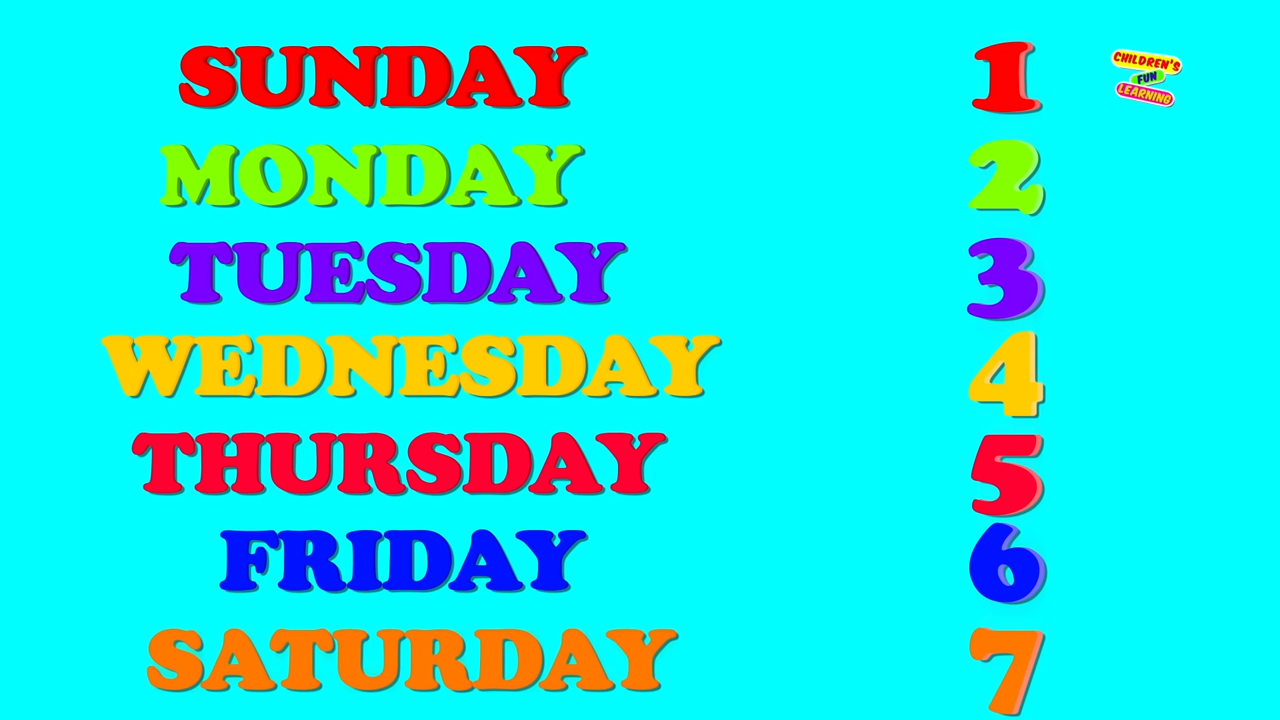 SUNDAY 1
MONDAY 2
TUESDAY 3
WEDNESDAY 4
THURSDAY 5
FRIDAY 6
SATURDAY 7
CHILDREN'S
FUN
LEARNING